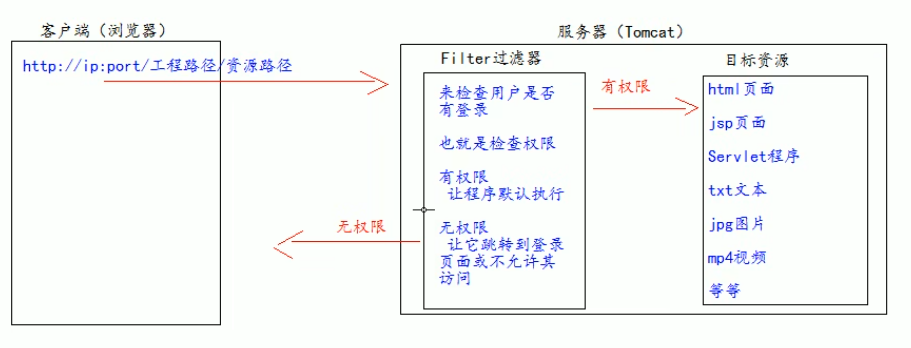 客户端（浏览器）
http://ip:port/工程路径/资源路径
服务器（Tomcat）
Filter过滤器
来检查用户是否
有登录
也就是检查权限
有权限
让程序默认执行
无权限
让它跳转到登录
页面或不允许其
访问
有权限
无权限
目标资源
html页面
jsp页面
Servlet程序
txt文本
jpg图片
mp4视频
等等